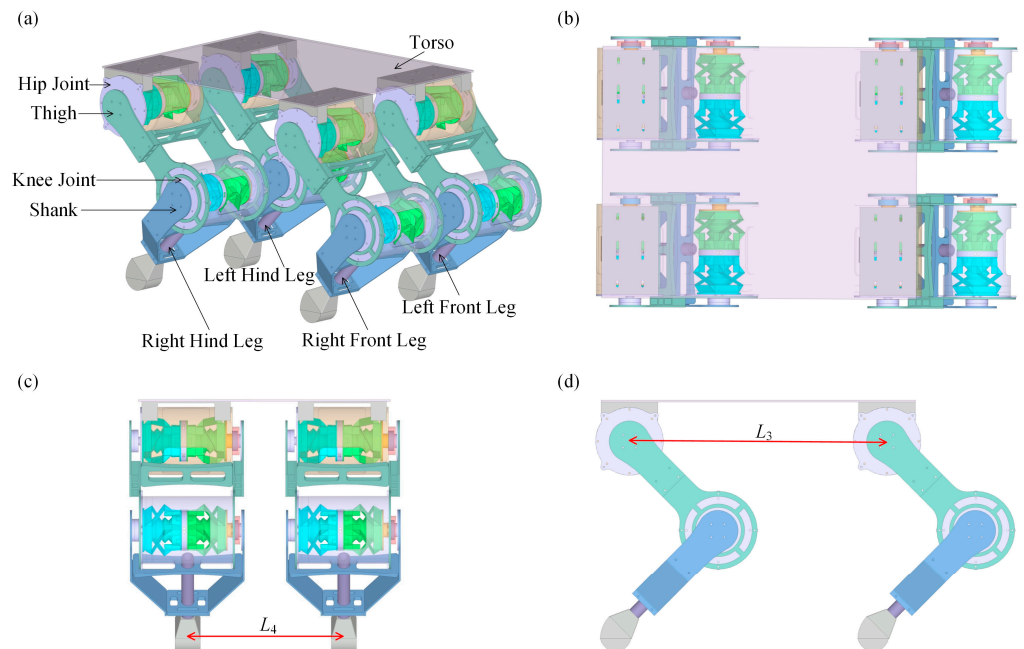 (a)
Torso
Hip Joint
Thigh
Knee Joint
Shank
Left Hind Leg
Left Front Leg
Right Hind Leg
Right Front Leg
(b)
(c)
L4
(d)
L3